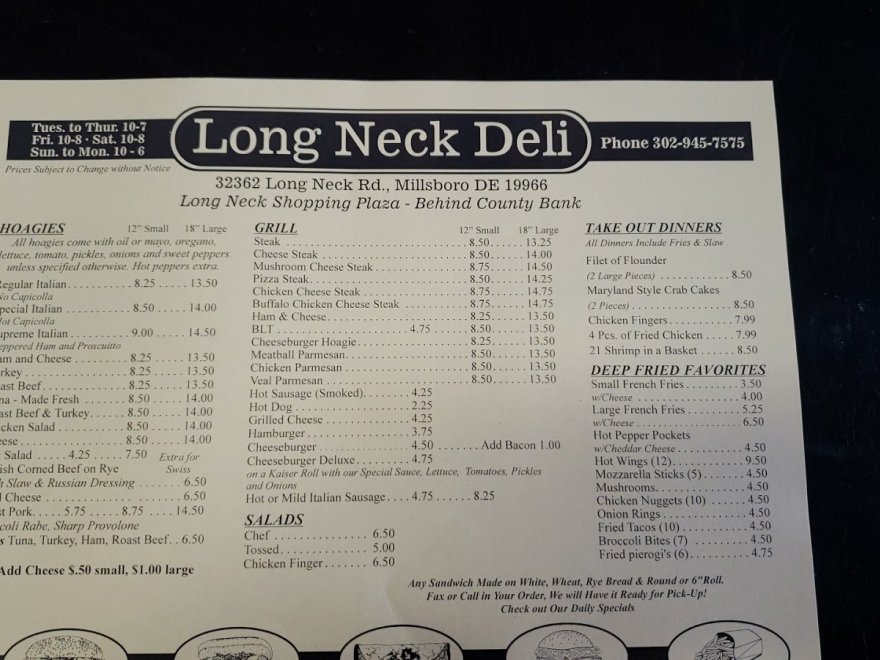 Tues. to Thur. 10-7
Fri. 10-8 · Sat. 10-8
Sun. to Mon. 10 - 6
Long Neck Deli
Phone 302-945-7575
Prices Subject to Change without Notice
32362 Long Neck Rd., Millsboro DE 19966
Long Neck Shopping Plaza - Behind County Bank
HOAGIES 12" Small 18" Large
All hoagies come with oil or mayo, oregano,
lettuce, tomato, pickles, onions and sweet peppers
unless specified otherwise. Hot peppers extra.
Regular Italian 8.25 13.50
No Capicolla
Special Italian 8.50 14.00
Hot Capicolla
Supreme Italian 9.00 14.50
Peppered Ham and Proscuitto
am and Cheese 8.25 13.50
rkey 8.25 13.50
ast Beef 8.25 13.50
na - Made Fresh 8.50 14.00
ast Beef & Turkey 8.50 14.00
cken Salad 8.50 14.00
ese 8.50 14.00
Salad 4.25 7.50 Extra for
ish Corned Beef on Rye Swiss
h Slaw & Russian Dressing 6.50
d Cheese 6.50
st Pork 5.75 8.75 14.50
coli Rabe, Sharp Provolone
s Tuna, Turkey, Ham, Roast Beef 6.50
Add Cheese $.50 small, $1.00 large
GRILL 12" Small 18" Large
Steak 8.50 13.25
Cheese Steak 8.50 14.00
Mushroom Cheese Steak 8.75 14.50
Pizza Steak 8.50 14.25
Chicken Cheese Steak 8.75 14.75
Buffalo Chicken Cheese Steak 8.75 14.75
Ham & Cheese 8.25 13.50
BLT 4.75 8.50 13.50
Cheeseburger Hoagie 8.25 13.50
Meatball Parmesan 8.50 13.50
Chicken Parmesan 8.50 13.50
Veal Parmesan 8.50 13.50
Hot Sausage (Smoked) 4.25
Hot Dog 2.25
Grilled Cheese 4.25
Hamburger 3.75
Cheeseburger 4.50 Add Bacon 1.00
Cheeseburger Deluxe 4.75
on a Kaiser Roll with our Special Sauce, Lettuce, Tomatoes, Pickles
and Onions
Hot or Mild Italian Sausage 4.75 8.25
SALADS
Chef 6.50
Tossed 5.00
Chicken Finger 6.50
TAKE OUT DINNERS
All Dinners Include Fries & Slaw
Filet of Flounder
(2 Large Pieces) 8.50
Maryland Style Crab Cakes
(2 Pieces) 8.50
Chicken Fingers 7.99
4 Pcs. of Fried Chicken 7.99
21 Shrimp in a Basket 8.50
DEEP FRIED FAVORITES
Small French Fries 3.50
w/Cheese 4.00
Large French Fries 5.25
w/Cheese 6.50
Hot Pepper Pockets
w/Cheddar Cheese 4.50
Hot Wings (12) 9.50
Mozzarella Sticks (5) 4.50
Mushrooms 4.50
Chicken Nuggets (10) 4.50
Onion Rings 4.50
Fried Tacos (10) 4.50
Broccoli Bites (7) 4.50
Fried pierogi's (6) 4.75
Any Sandwich Made on White, Wheat, Rye Bread & Round or 6"Roll.
Fax or Call in Your Order, We will Have it Ready for Pick-Up!
Check out Our Daily Specials